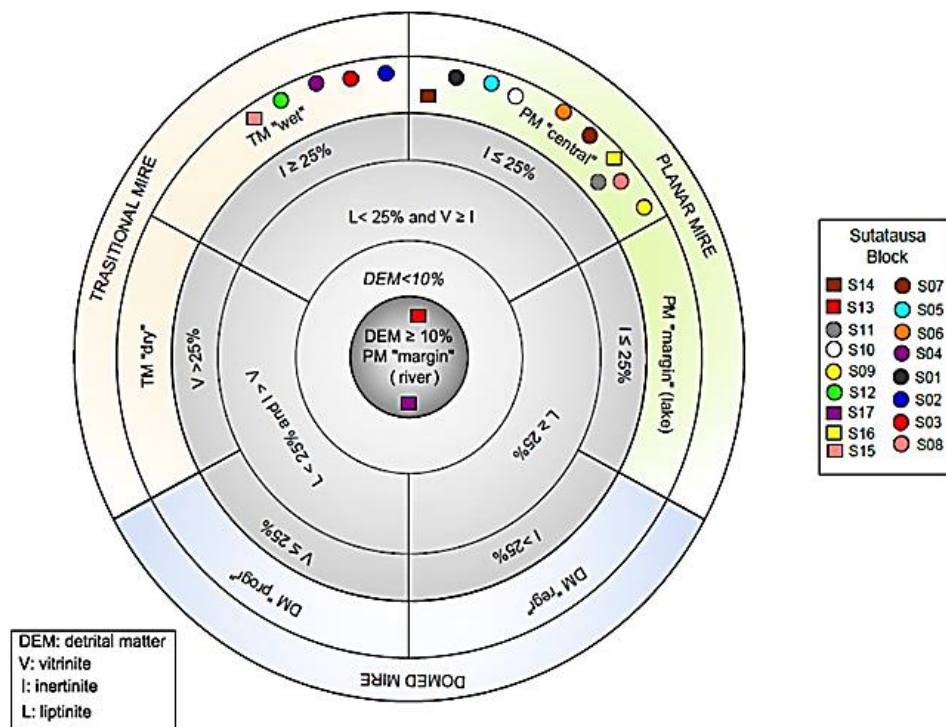 TRASITIONAL MIRE
PLANAR MIRE
DOMED MIRE
TM "wet"
PM "central"
TM "dry"
PM "margin" (lake)
DM "progr"
DM "regr"
I ≥ 25%
I ≤ 25%
V >25%
I ≤ 25%
V ≤ 25%
I >25%
L< 25% and V ≥ I
L < 25% and I > V
L ≥ 25%
DEM<10%
DEM ≥ 10%
PM "margin"
(river)
Sutatausa
Block
S14 S07
S13 S05
S11 S06
S10 S04
S09 S01
S12 S02
S17 S03
S16 S08
S15
DEM: detrital matter
V: vitrinite
I: inertinite
L: liptinite